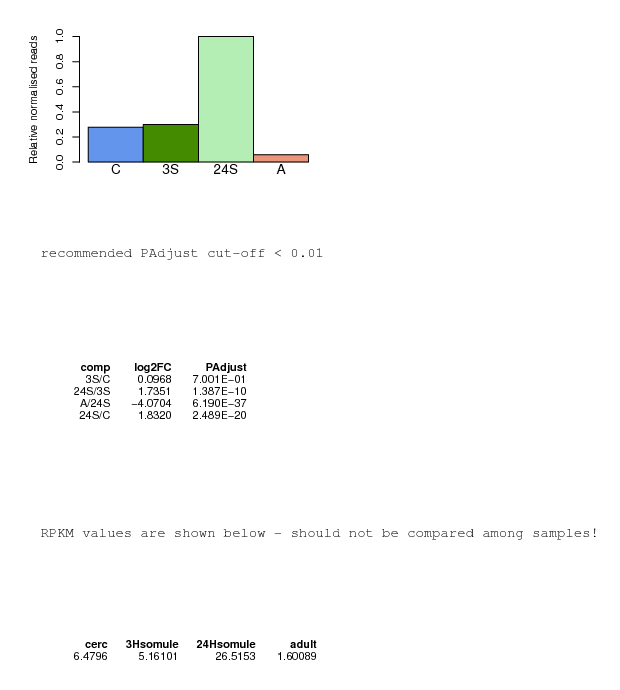 Relative normalised reads
1.0
0.8
0.6
0.4
0.2
0.0
C 3S 24S A
recommended PAdjust cut-off < 0.01
comp log2FC PAdjust
3S/C 0.0968 7.001E-01
24S/3S 1.7351 1.387E-10
A/24S -4.0704 6.190E-37
24S/C 1.8320 2.489E-20
RPKM values are shown below - should not be compared among samples!
cerc 3Hsomule 24Hsomule adult
6.4796 5.16101 26.5153 1.60089